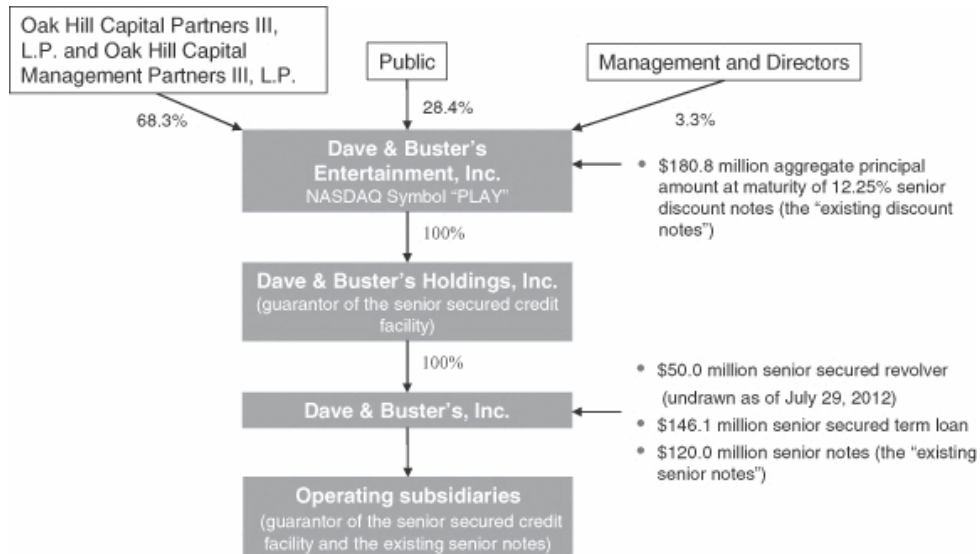 Oak Hill Capital Partners III,
L.P. and Oak Hill Capital
Management Partners III, L.P.
Public
Management and Directors
68.3%
28.4%
3.3%
Dave & Buster's
Entertainment, Inc.
NASDAQ Symbol "PLAY"
• $180.8 million aggregate principal
amount at maturity of 12.25% senior
discount notes (the "existing discount
notes")
100%
Dave & Buster's Holdings, Inc.
(guarantor of the senior secured credit
facility)
100%
• $50.0 million senior secured revolver
(undrawn as of July 29, 2012)
• $146.1 million senior secured term loan
• $120.0 million senior notes (the "existing
senior notes")
Dave & Buster's, Inc.
Operating subsidiaries
(guarantor of the senior secured credit
facility and the existing senior notes)